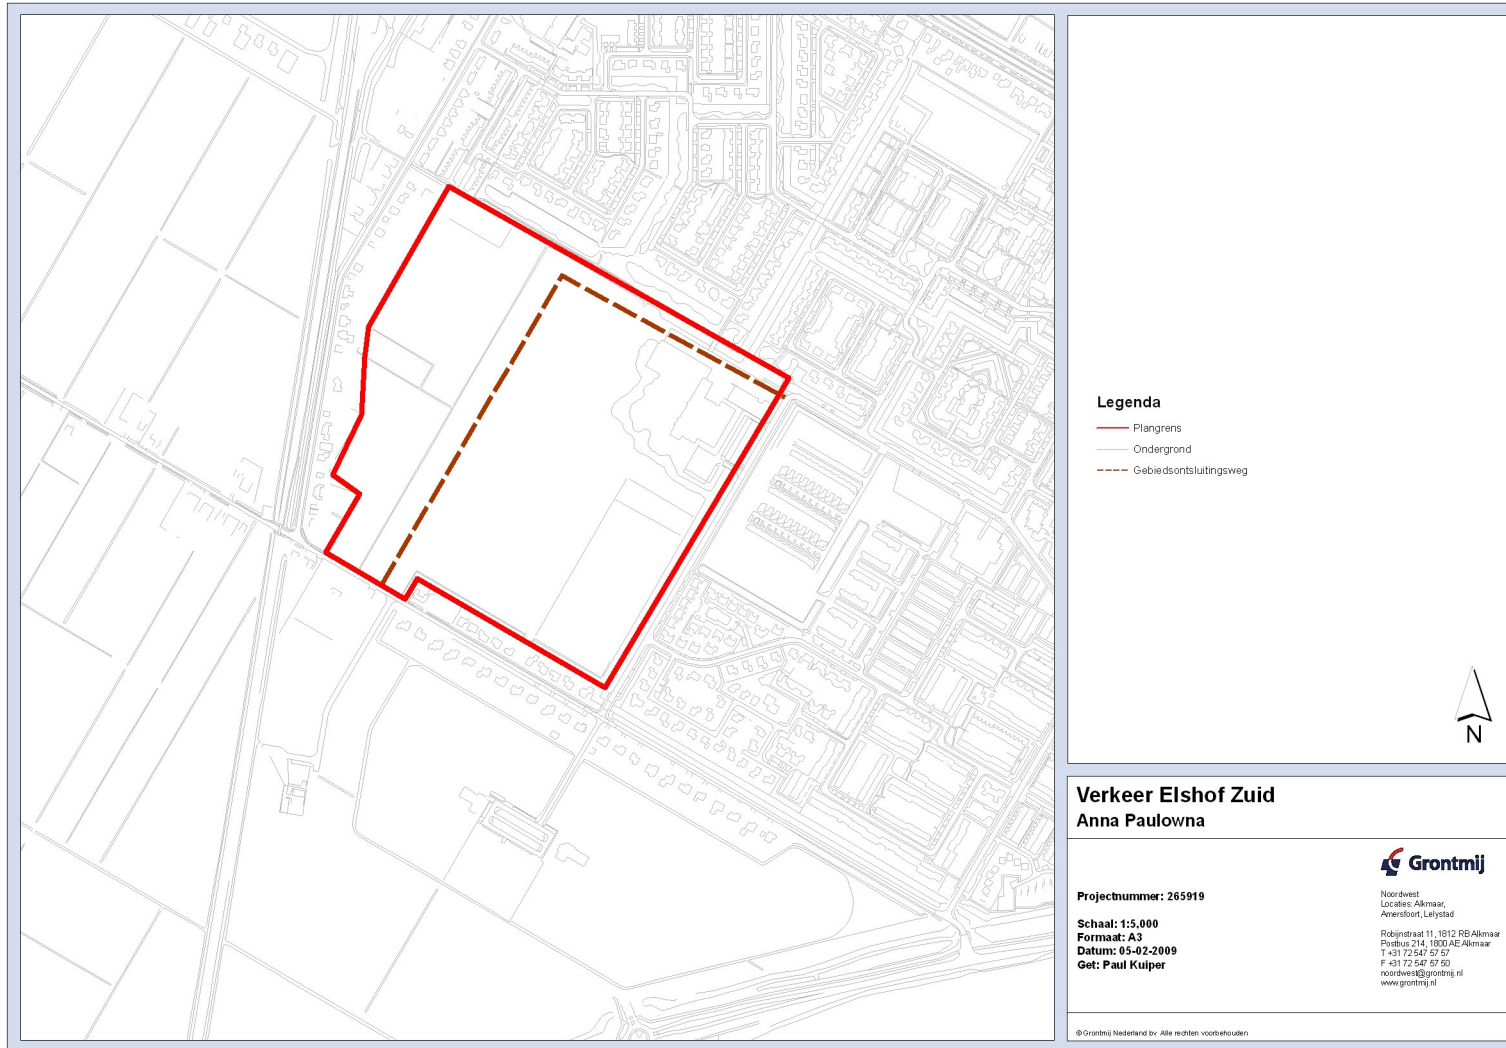 Legenda
Plangrens
Ondergrond
Gebiedsontsluitingsweg
N
Verkeer Elshof Zuid
Anna Paulowna
Projectnummer: 265919
Schaal: 1:5,000
Formaat: A3
Datum: 05-02-2009
Get: Paul Kuiper
Grontmij
Noordwest
Locaties: Alkmaar,
Amersfoort, Lelystad
Robijnstraat 11, 1812 RB Alkmaar
Postbus 214, 1800 AE Alkmaar
T +31 72 547 57 57
F +31 72 547 57 50
noordwest@grontmij.nl
www.grontmij.nl
© Grontmij Nederland bv Alle rechten voorbehouden